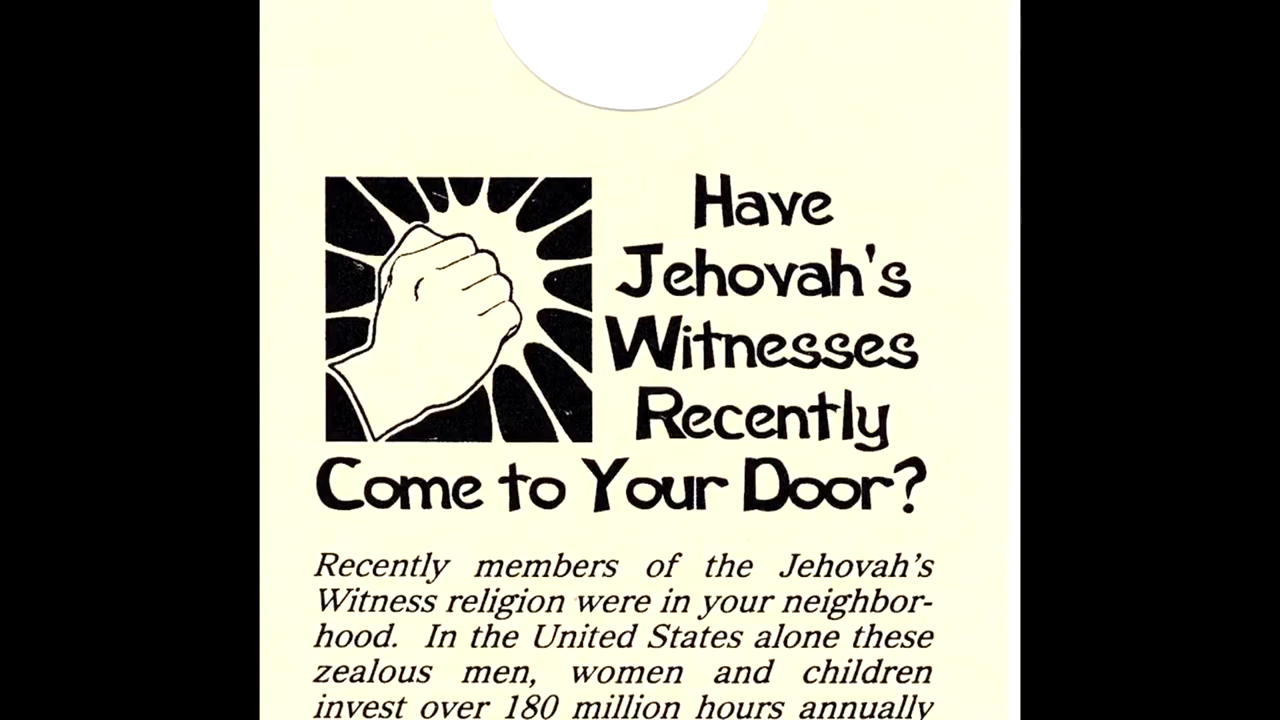 Have
Jehovah's
Witnesses
Recently
Come to Your Door?
Recently members of the Jehovah's
Witness religion were in your neighbor-
hood. In the United States alone these
zealous men, women and children
invest over 180 million hours annually